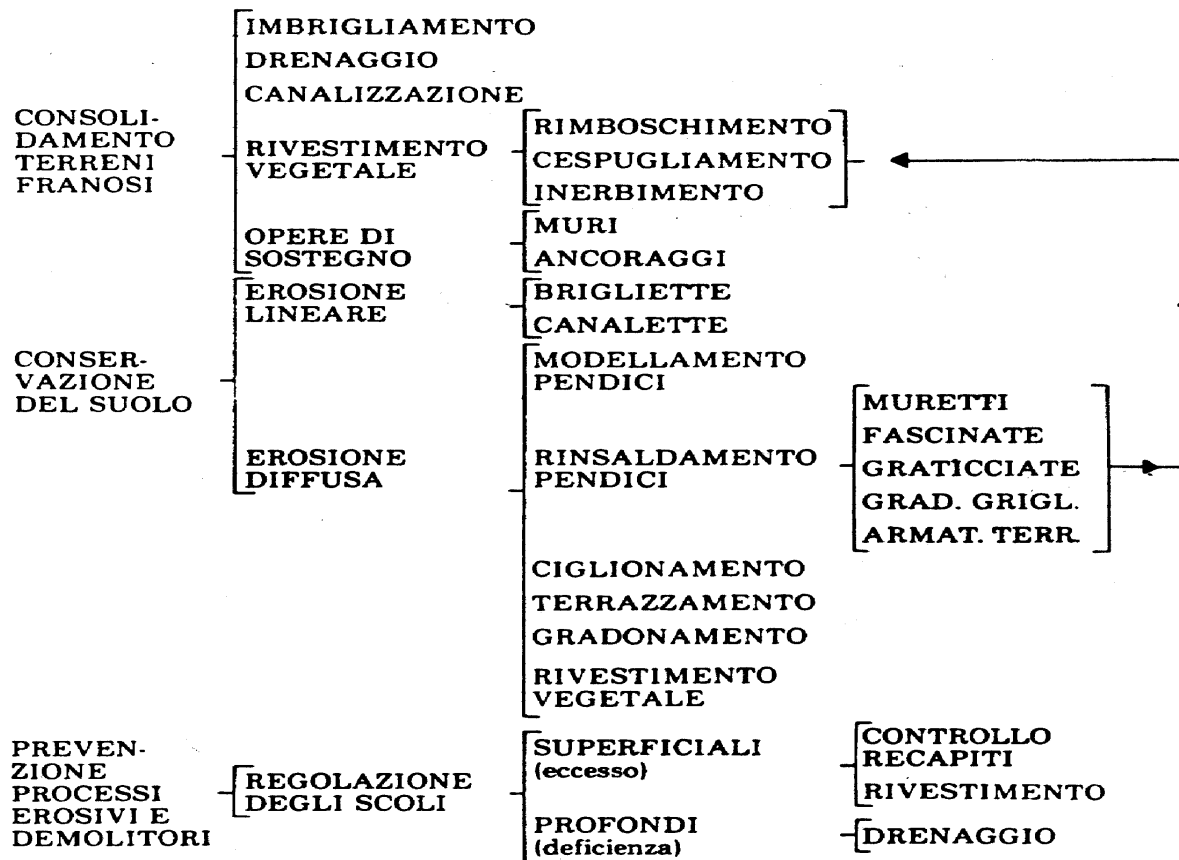 CONSOLI-
DAMENTO
TERRENI
FRANOSI
IMBRIGLIAMENTO
DRENAGGIO
CANALIZZAZIONE
RIVESTIMENTO
VEGETALE
RIMBOSCHIMENTO
CESPUGLIAMENTO
INERBIMENTO
OPERE DI
SOSTEGNO
MURI
ANCORAGGI
CONSER-
VAZIONE
DEL SUOLO
EROSIONE
LINEARE
BRIGLIETTE
CANALETTE
EROSIONE
DIFFUSA
MODELLAMENTO
PENDICI
RINSALDAMENTO
PENDICI
MURETTI
FASCINATE
GRATICCIATE
GRAD. GRIGL.
ARMAT. TERR.
CIGLIONAMENTO
TERRAZZAMENTO
GRADONAMENTO
RIVESTIMENTO
VEGETALE
PREVEN-
ZIONE
PROCESSI
EROSIVI E
DEMOLITORI
REGOLAZIONE
DEGLI SCOLI
SUPERFICIALI
(eccesso)
CONTROLLO
RECAPITI
RIVESTIMENTO
PROFONDI
(deficienza)
DRENAGGIO